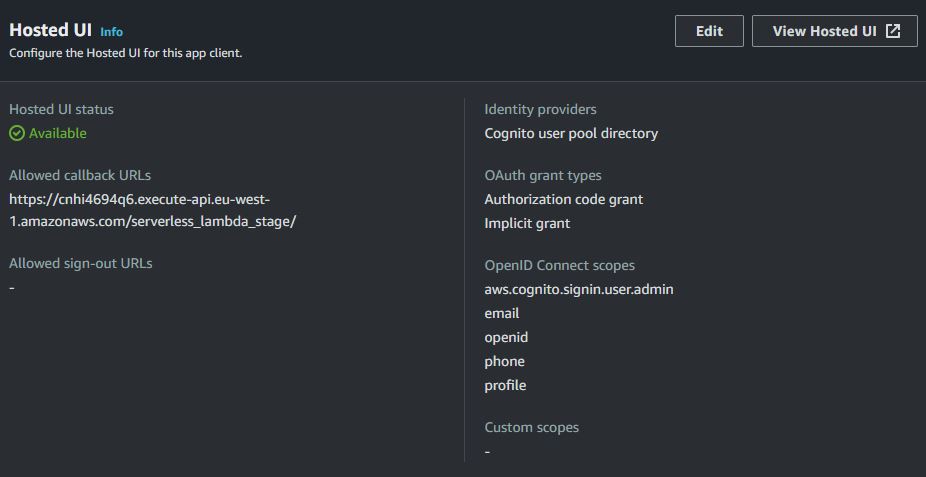 Hosted UI Info
Configure the Hosted UI for this app client.
Edit
View Hosted UI
Hosted UI status
Available
Allowed callback URLs
https://cnhi4694q6.execute-api.eu-west-
1.amazonaws.com/serverless_lambda_stage/
Allowed sign-out URLs
-
Identity providers
Cognito user pool directory
OAuth grant types
Authorization code grant
Implicit grant
OpenID Connect scopes
aws.cognito.signin.user.admin
email
openid
phone
profile
Custom scopes
-